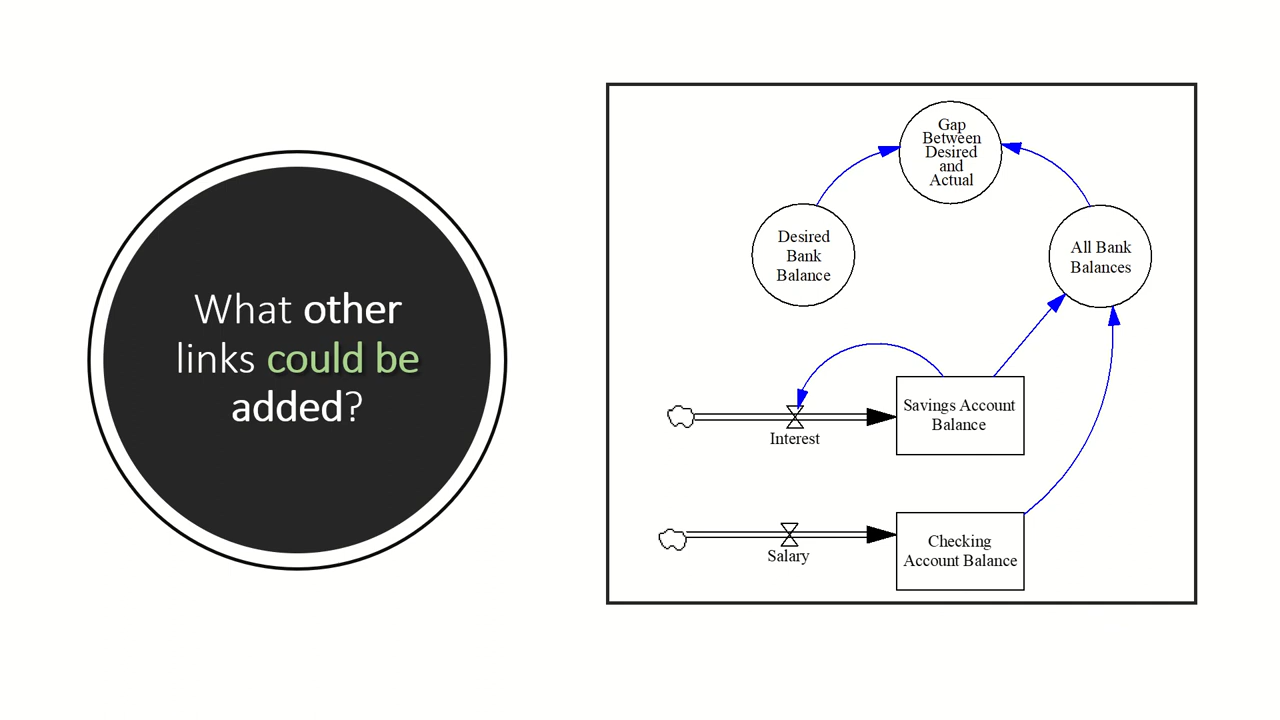 What other
links could be
added?
Gap
Between
Desired
and
Actual
Desired
Bank
Balance
All Bank
Balances
Savings Account
Balance
Interest
Checking
Account Balance
Salary